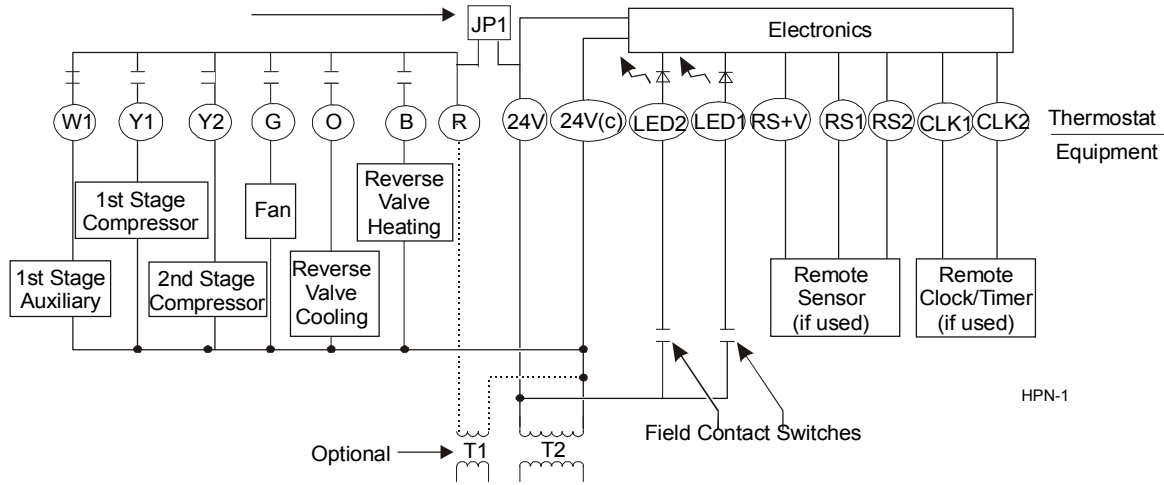 JP1
Electronics
W1 Y1 Y2 G O B R 24V 24V(c) LED2 LED1 RS+V RS1 RS2 CLK1 CLK2
Thermostat
Equipment
1st Stage
Compressor
Fan
Reverse
Valve
Heating
1st Stage
Auxiliary
2nd Stage
Compressor
Reverse
Valve
Cooling
Remote
Sensor
(if used)
Remote
Clock/Timer
(if used)
HPN-1
Field Contact Switches
Optional
T1
T2